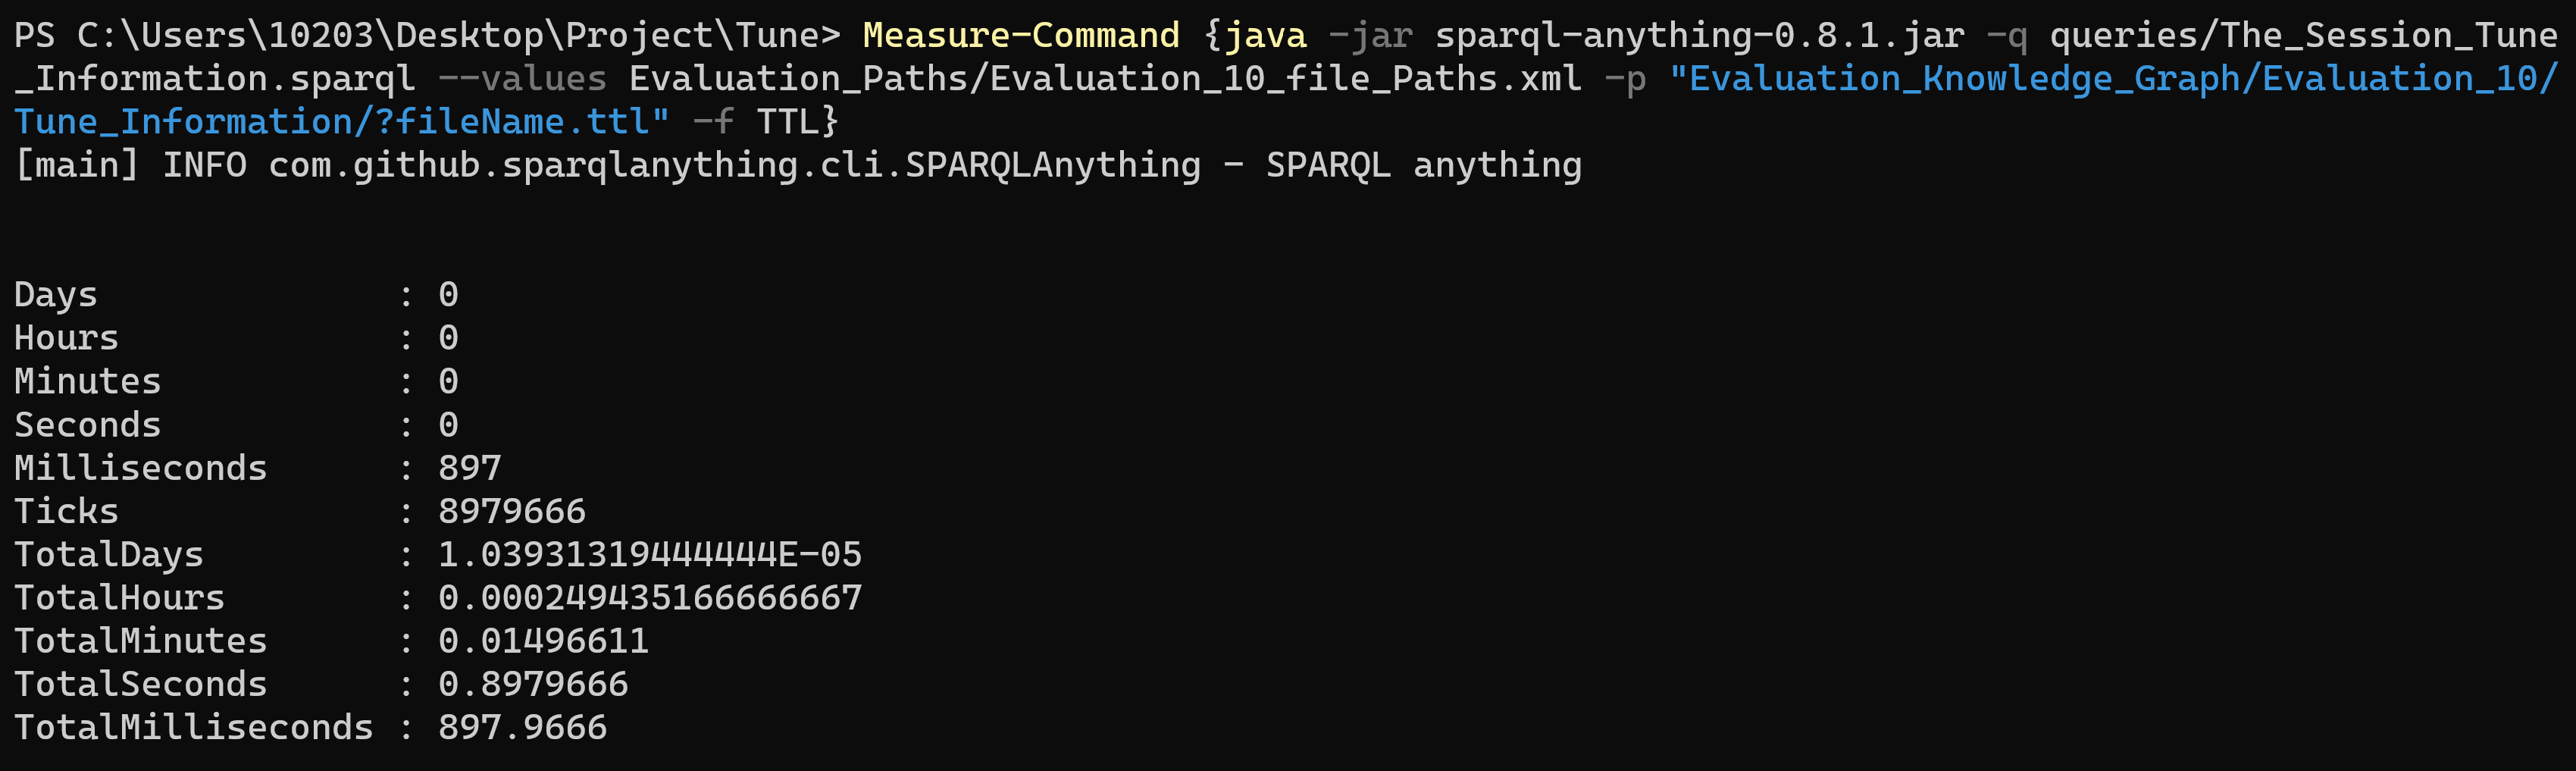 PS C:\Users\10203\Desktop\Project\Tune> Measure-Command {java -jar sparql-anything-0.8.1.jar -q queries/The_Session_Tune
_Information.sparql --values Evaluation_Paths/Evaluation_10_file_Paths.xml -p "Evaluation_Knowledge_Graph/Evaluation_10/
Tune_Information/?fileName.ttl" -f TTL}
[main] INFO com.github.sparqlanything.cli.SPARQLAnything - SPARQL anything
Days              : 0
Hours             : 0
Minutes           : 0
Seconds           : 0
Milliseconds      : 897
Ticks             : 8979666
TotalDays         : 1.03931319444444E-05
TotalHours        : 0.000249435166666667
TotalMinutes      : 0.01496611
TotalSeconds      : 0.8979666
TotalMilliseconds : 897.9666